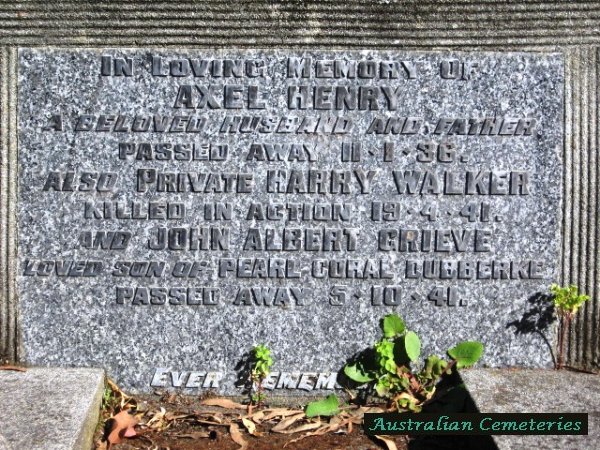 IN LOVING MEMORY OF
AXEL HENRY
A BELOVED HUSBAND AND FATHER
PASSED AWAY 11·1·36.
ALSO PRIVATE HARRY WALKER
KILLED IN ACTION 19·4·41.
AND JOHN ALBERT GRIEVE
LOVED SON OF PEARL CORAL DUBBERKE
PASSED AWAY 5·10·41.
EVER
Australian Cemeteries